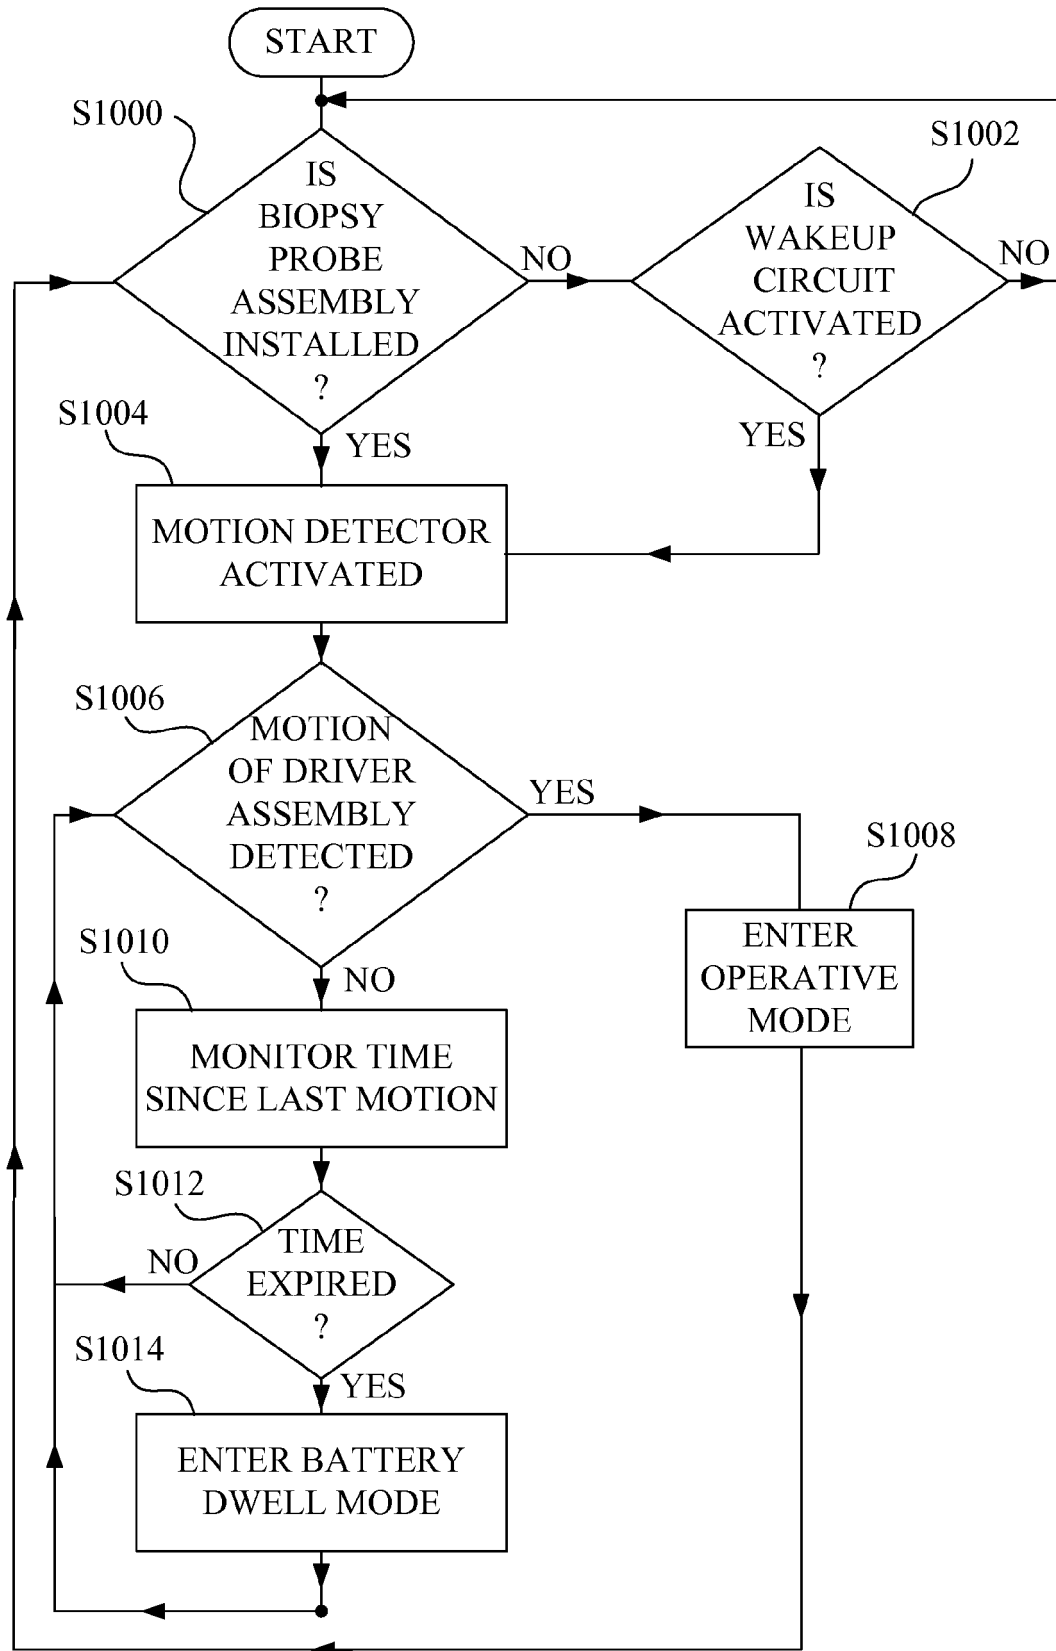 START
S1000
IS
BIOPSY
PROBE
ASSEMBLY
INSTALLED
?
NO
YES
S1002
IS
WAKEUP
CIRCUIT
ACTIVATED
?
NO
YES
S1004
MOTION DETECTOR
ACTIVATED
S1006
MOTION
OF DRIVER
ASSEMBLY
DETECTED
?
YES
NO
S1008
ENTER
OPERATIVE
MODE
S1010
MONITOR TIME
SINCE LAST MOTION
S1012
TIME
EXPIRED
?
NO
YES
S1014
ENTER BATTERY
DWELL MODE